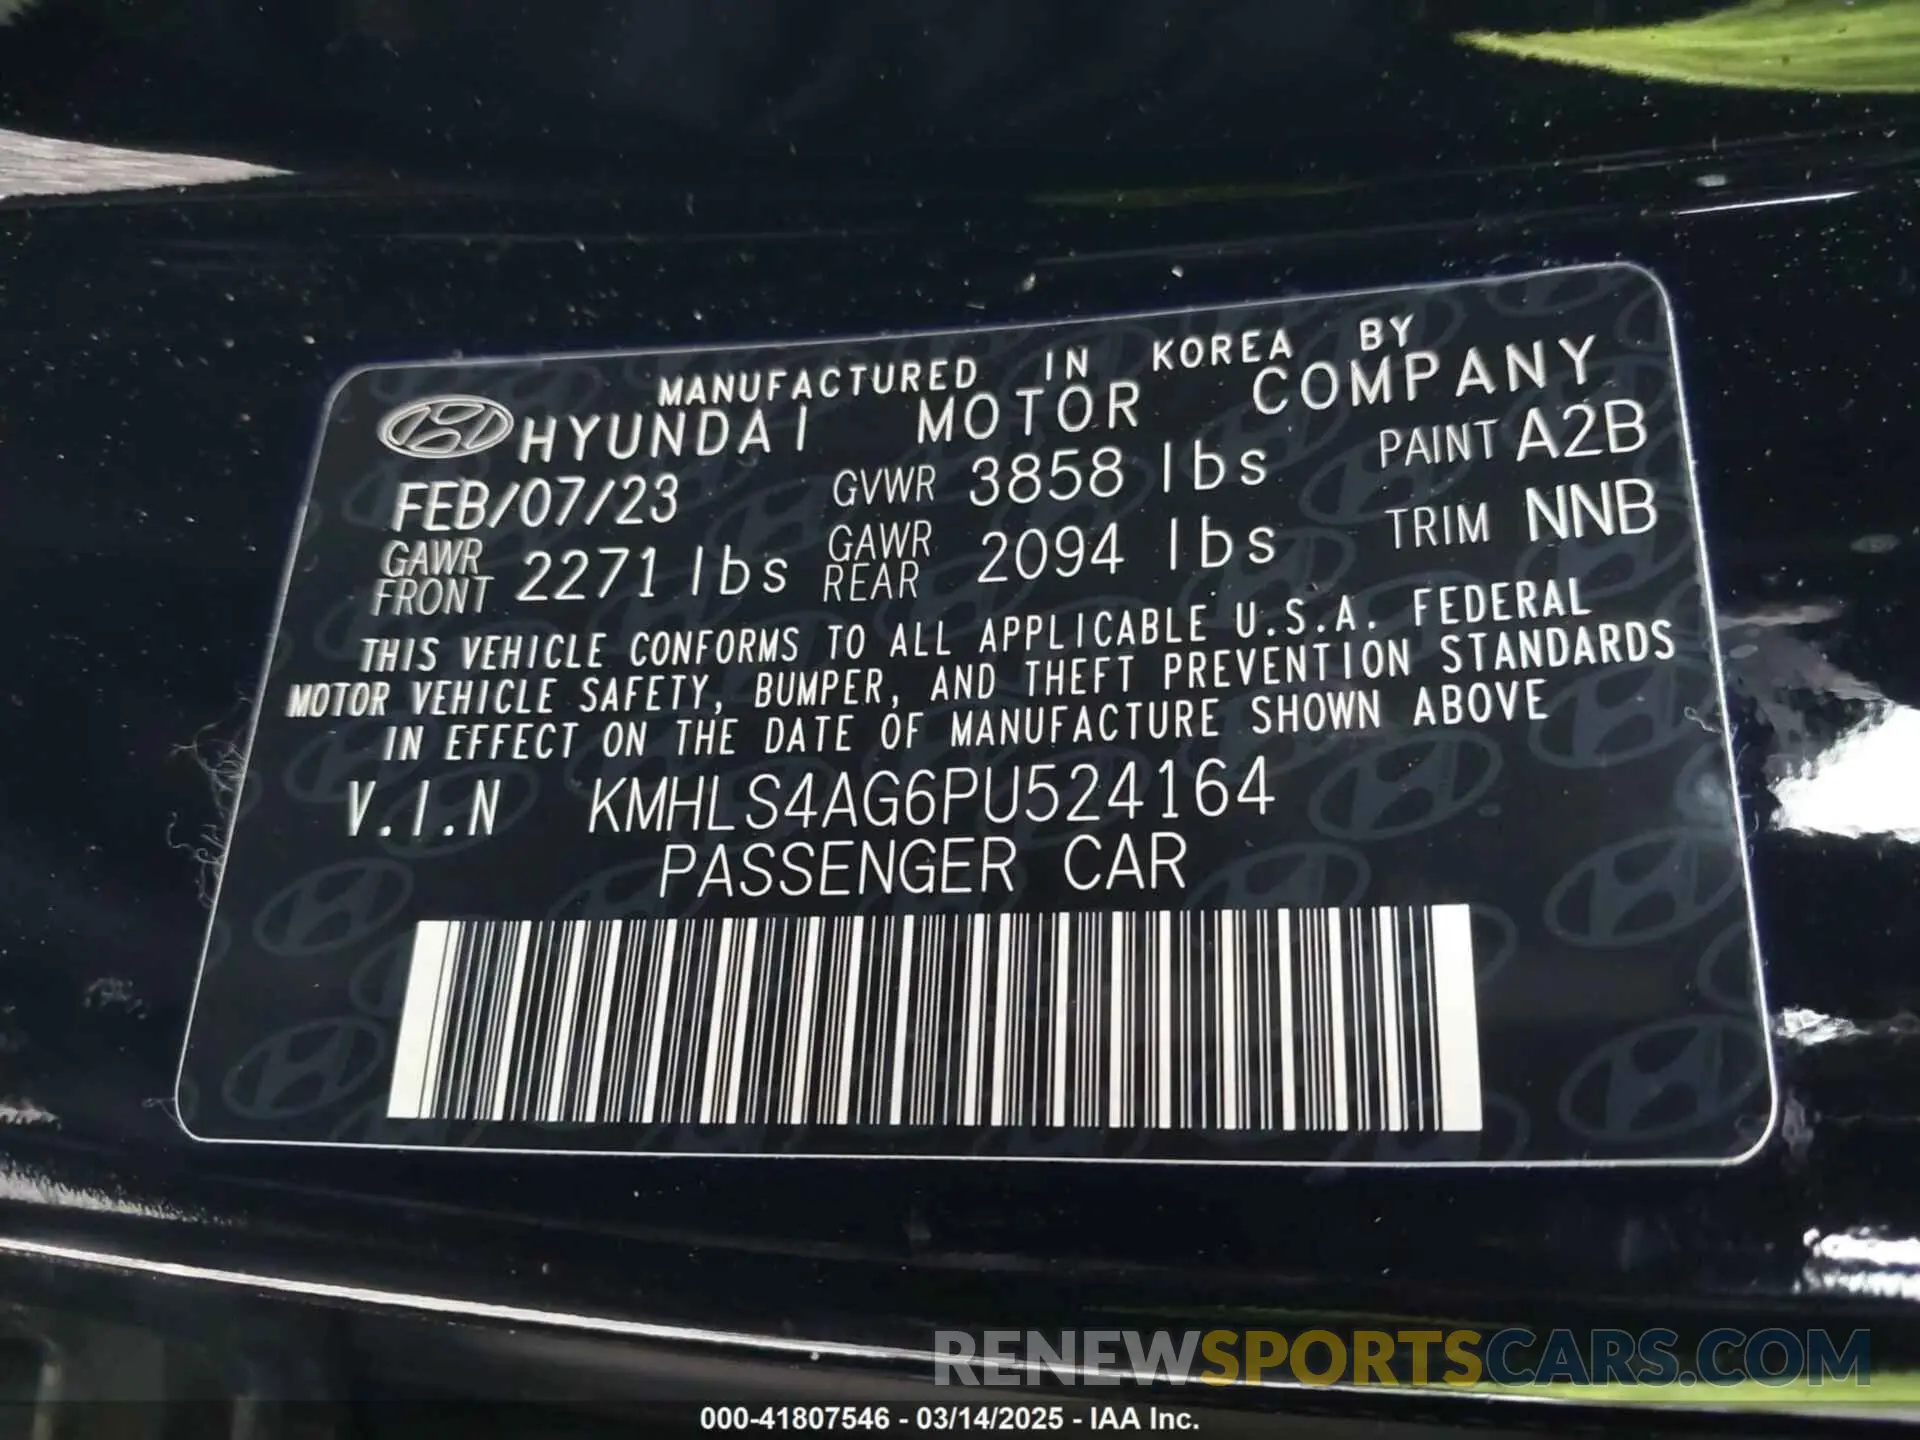 MANUFACTURED IN KOREA BY
HYUNDAI MOTOR COMPANY
FEB/07/23 GVWR 3858 lbs PAINT A2B
GAWR FRONT 2271 lbs GAWR REAR 2094 lbs TRIM NNB
THIS VEHICLE CONFORMS TO ALL APPLICABLE U.S.A. FEDERAL
MOTOR VEHICLE SAFETY, BUMPER, AND THEFT PREVENTION STANDARDS
IN EFFECT ON THE DATE OF MANUFACTURE SHOWN ABOVE
V.I.N KMHLS4AG6PU524164
PASSENGER CAR
RENEWSPORTSCARS.COM
000-41807546 - 03/14/2025 - IAA Inc.